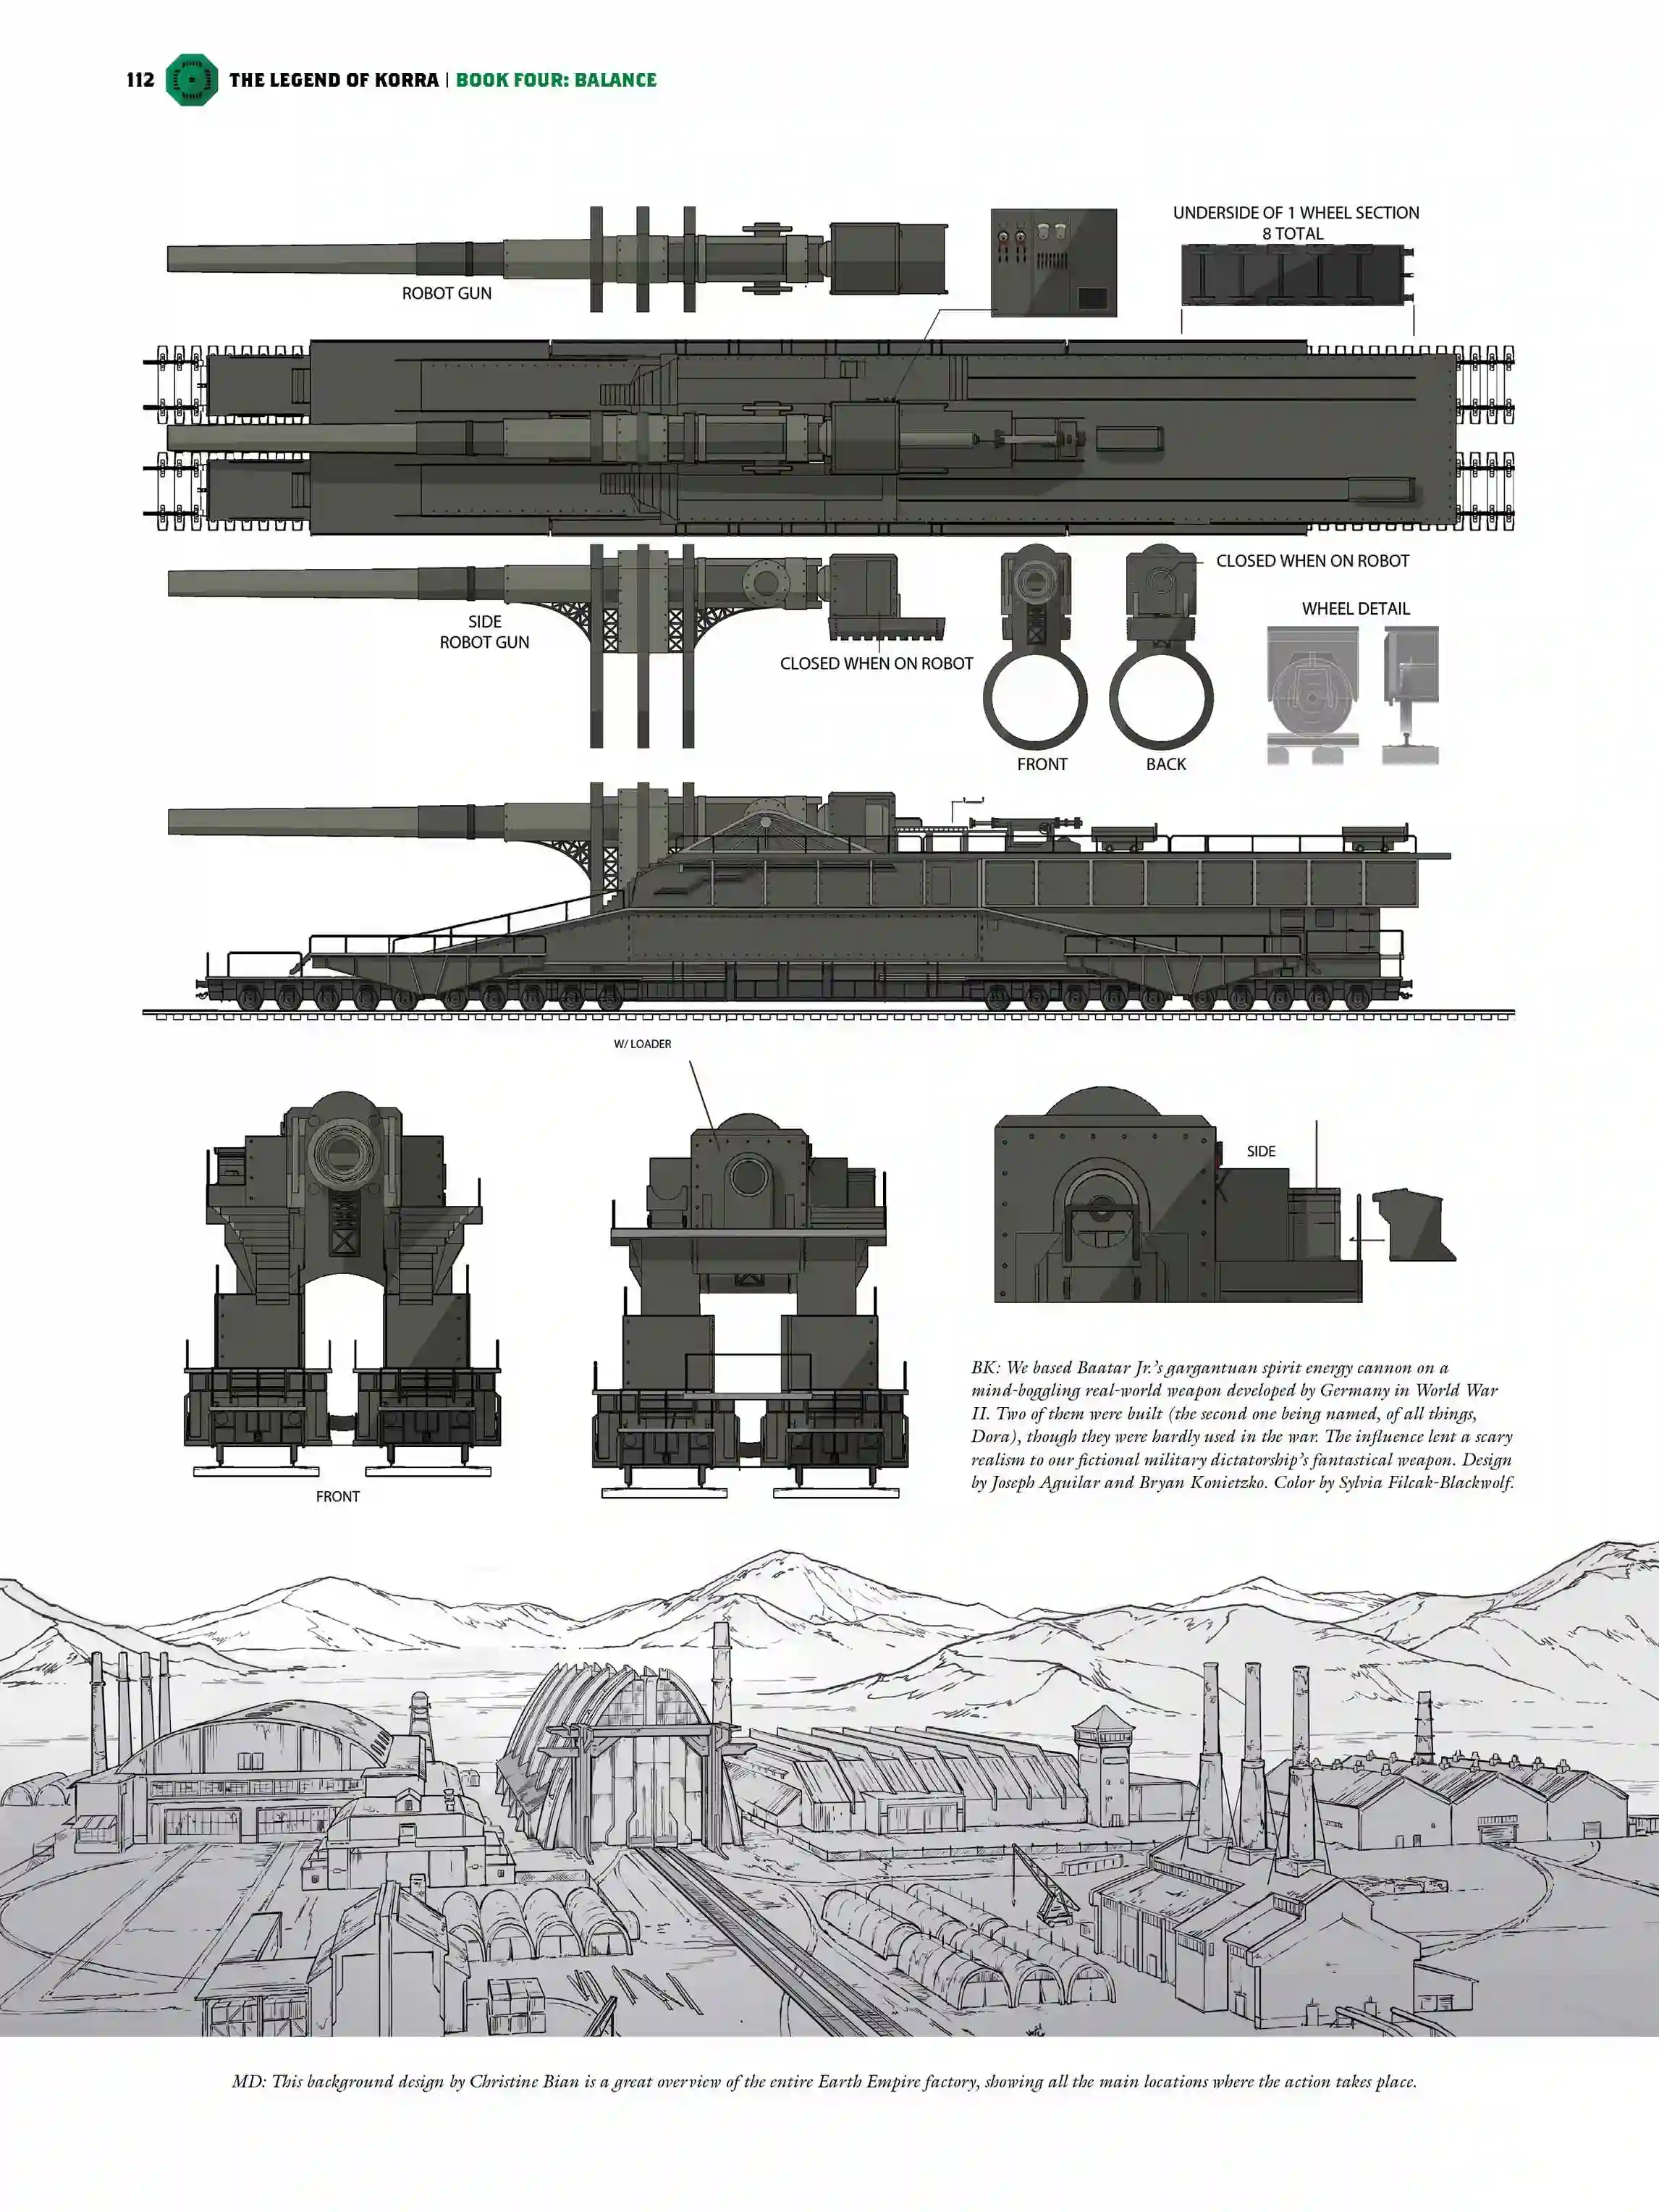 112 THE LEGEND OF KORRA | BOOK FOUR: BALANCE
UNDERSIDE OF 1 WHEEL SECTION
8 TOTAL
ROBOT GUN
CLOSED WHEN ON ROBOT
WHEEL DETAIL
SIDE
ROBOT GUN
CLOSED WHEN ON ROBOT
FRONT
BACK
W/ LOADER
SIDE
BK: We based Baatar Jr.'s gargantuan spirit energy cannon on a
mind-boggling real-world weapon developed by Germany in World War
II. Two of them were built (the second one being named, of all things,
Dora), though they were hardly used in the war. The influence lent a scary
realism to our fictional military dictatorship's fantastical weapon. Design
by Joseph Aguilar and Bryan Konietzko. Color by Sylvia Filcak-Blackwolf.
FRONT
MD: This background design by Christine Bian is a great overview of the entire Earth Empire factory, showing all the main locations where the action takes place.